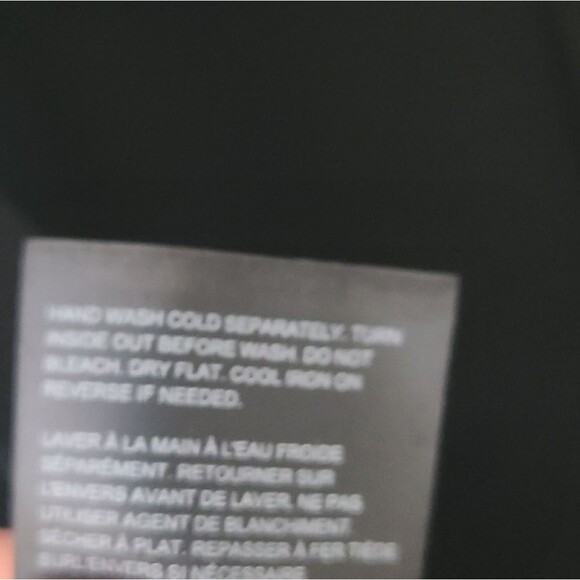 HAND WASH COLD SEPARATELY. TURN
INSIDE OUT BEFORE WASH. DO NOT
BLEACH. DRY FLAT. COOL IRON ON
REVERSE IF NEEDED.
LAVER À LA MAIN À L'EAU FROIDE
SÉPARÉMENT. RETOURNER SUR
L'ENVERS AVANT DE LAVER. NE PAS
UTILISER AGENT DE BLANCHIMENT.
SÉCHER À PLAT. REPASSER À FER TIÈDE
SUR L'ENVERS SI NÉCESSAIRE